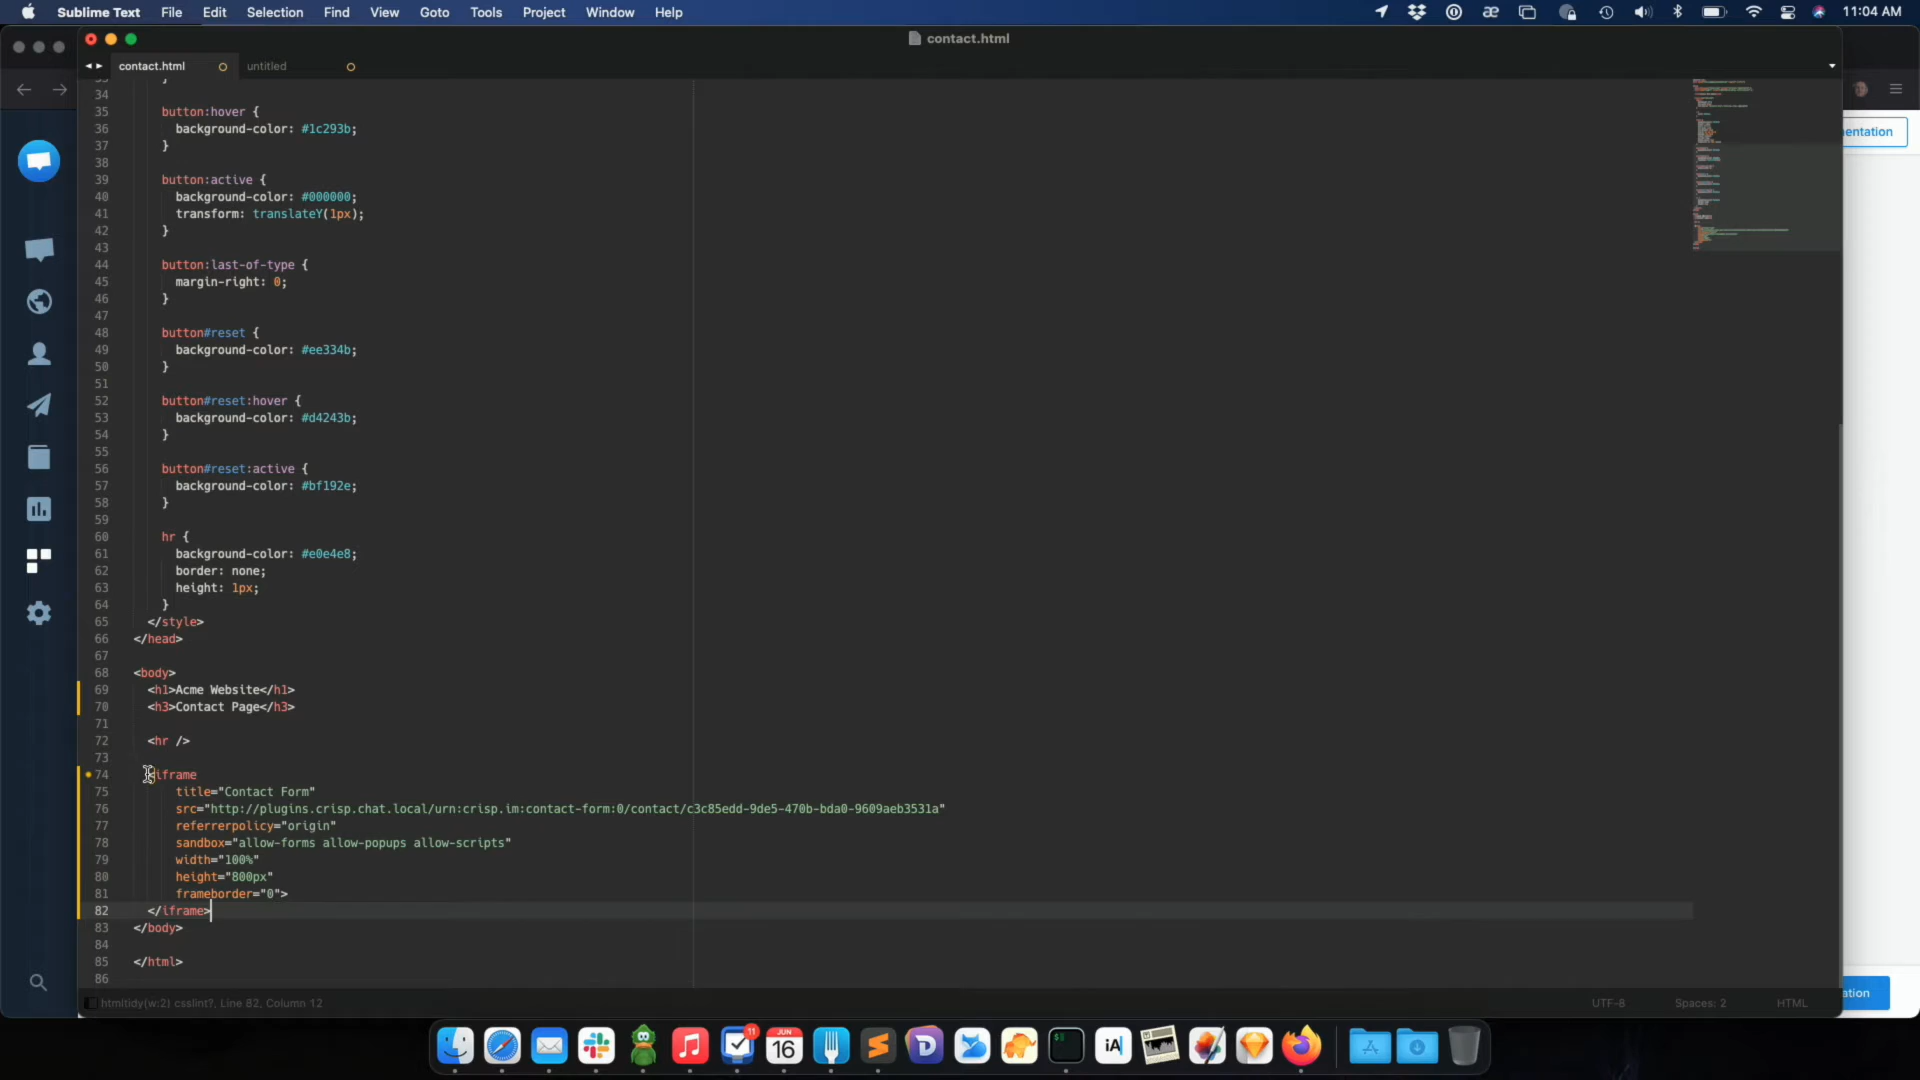 Sublime Text File Edit Selection Find View Goto Tools Project Window Help 11:04 AM
contact.html
contact.html untitled
33 }
34
35 button:hover {
36 background-color: #1c293b;
37 }
38
39 button:active {
40 background-color: #000000;
41 transform: translateY(1px);
42 }
43
44 button:last-of-type {
45 margin-right: 0;
46 }
47
48 button#reset {
49 background-color: #ee334b;
50 }
51
52 button#reset:hover {
53 background-color: #d4243b;
54 }
55
56 button#reset:active {
57 background-color: #bf192e;
58 }
59
60 hr {
61 background-color: #e0e4e8;
62 border: none;
63 height: 1px;
64 }
65 </style>
66 </head>
67
68 <body>
69 <h1>Acme Website</h1>
70 <h3>Contact Page</h3>
71
72 <hr />
73
74 <iframe
75 title="Contact Form"
76 src="http://plugins.crisp.chat.local/urn:crisp.im:contact-form:0/contact/c3c85edd-9de5-470b-bda0-9609aeb3531a"
77 referrerpolicy="origin"
78 sandbox="allow-forms allow-popups allow-scripts"
79 width="100%"
80 height="800px"
81 frameborder="0">
82 </iframe>
83 </body>
84
85 </html>
86
htmltidy(w:2) csslint?, Line 82, Column 12 UTF-8 Spaces: 2 HTML
entation
ation
11
JUN
16
iA